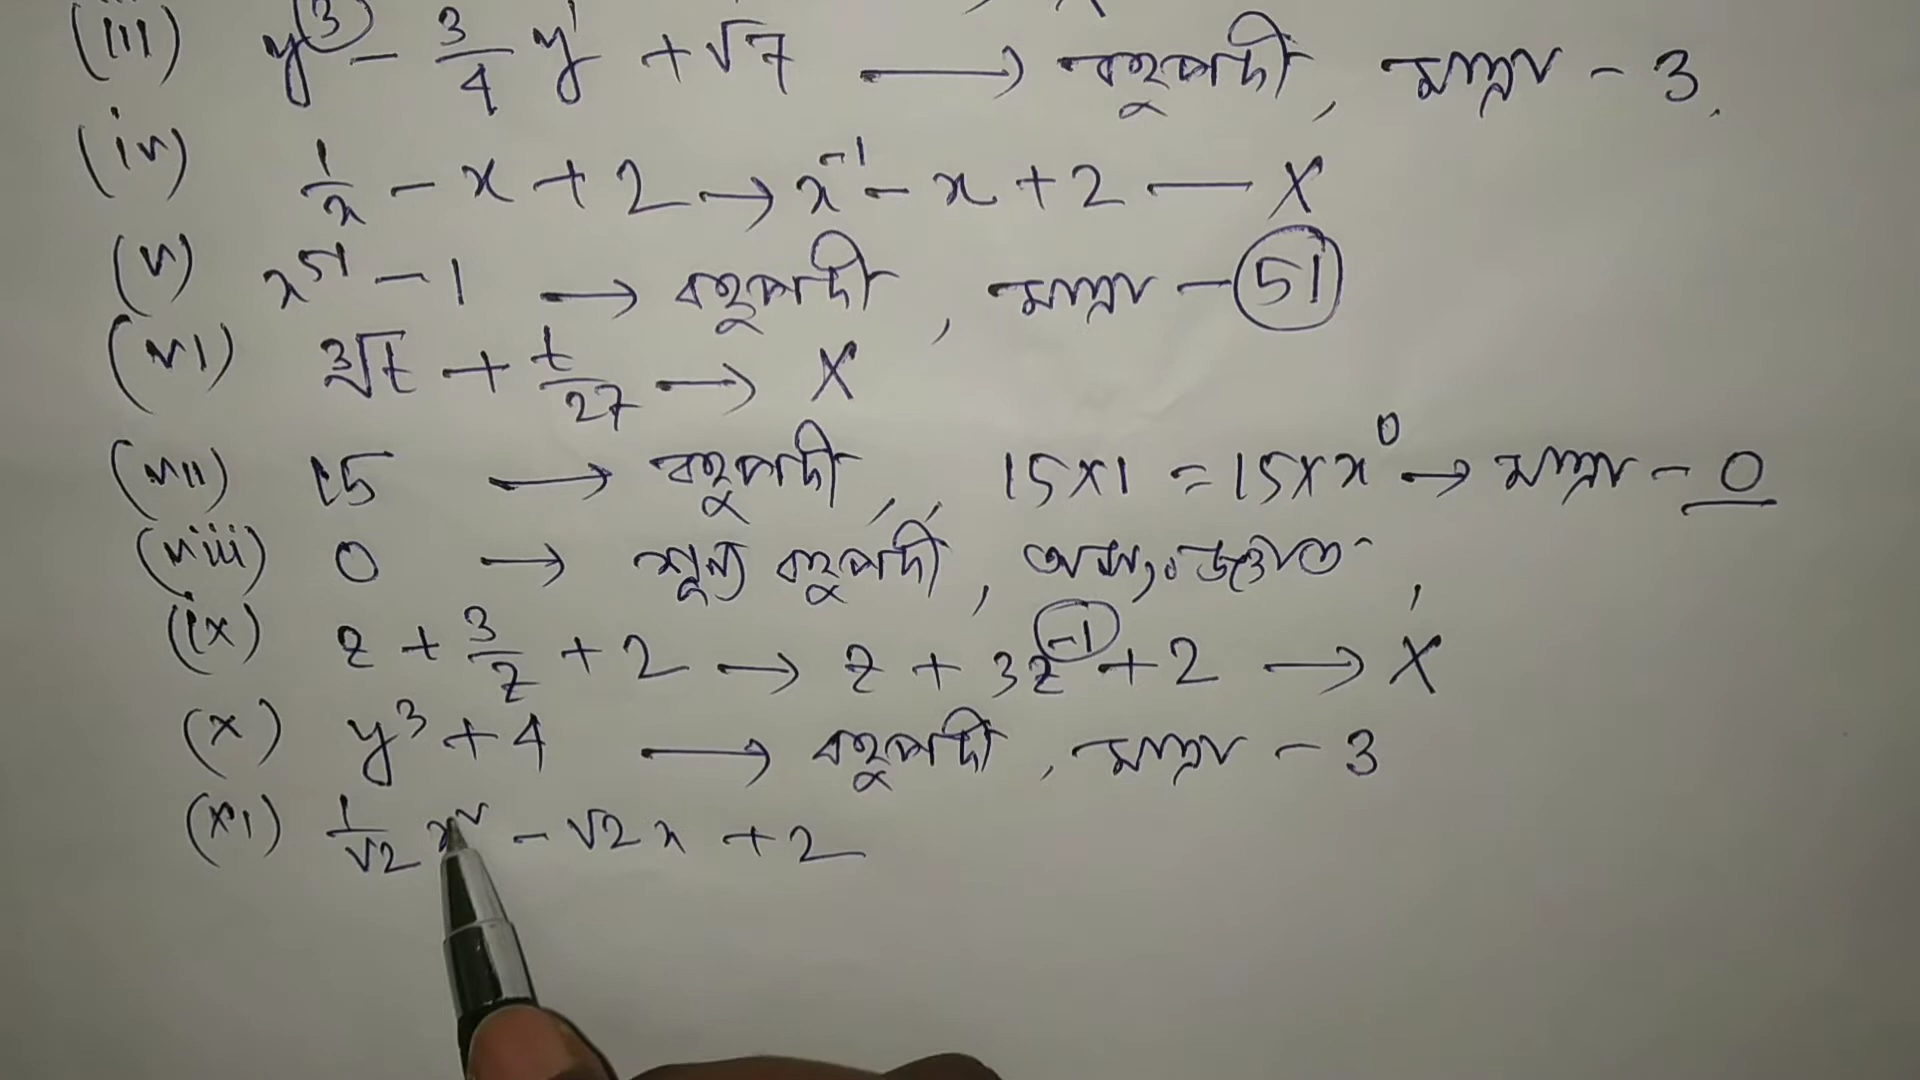 (iii) y³ - 3/4 y¹ + √7 → বহুপদী, মাত্রা - 3.
(iv) 1/x - x + 2 → x⁻¹ - x + 2 — X
(v) x⁵¹ - 1 → বহুপদী, মাত্রা - 51
(vi) ³√t + t/27 → X
(vii) 15 → বহুপদী, 15×1 = 15×x⁰ → মাত্রা - 0
(viii) 0 → শূন্য বহুপদী, অসংজ্ঞাত
(ix) z + 3/z + 2 → z + 3z⁻¹ + 2 → X
(x) y³ + 4 → বহুপদী, মাত্রা - 3
(xi) 1/√2 x² - √2 x + 2